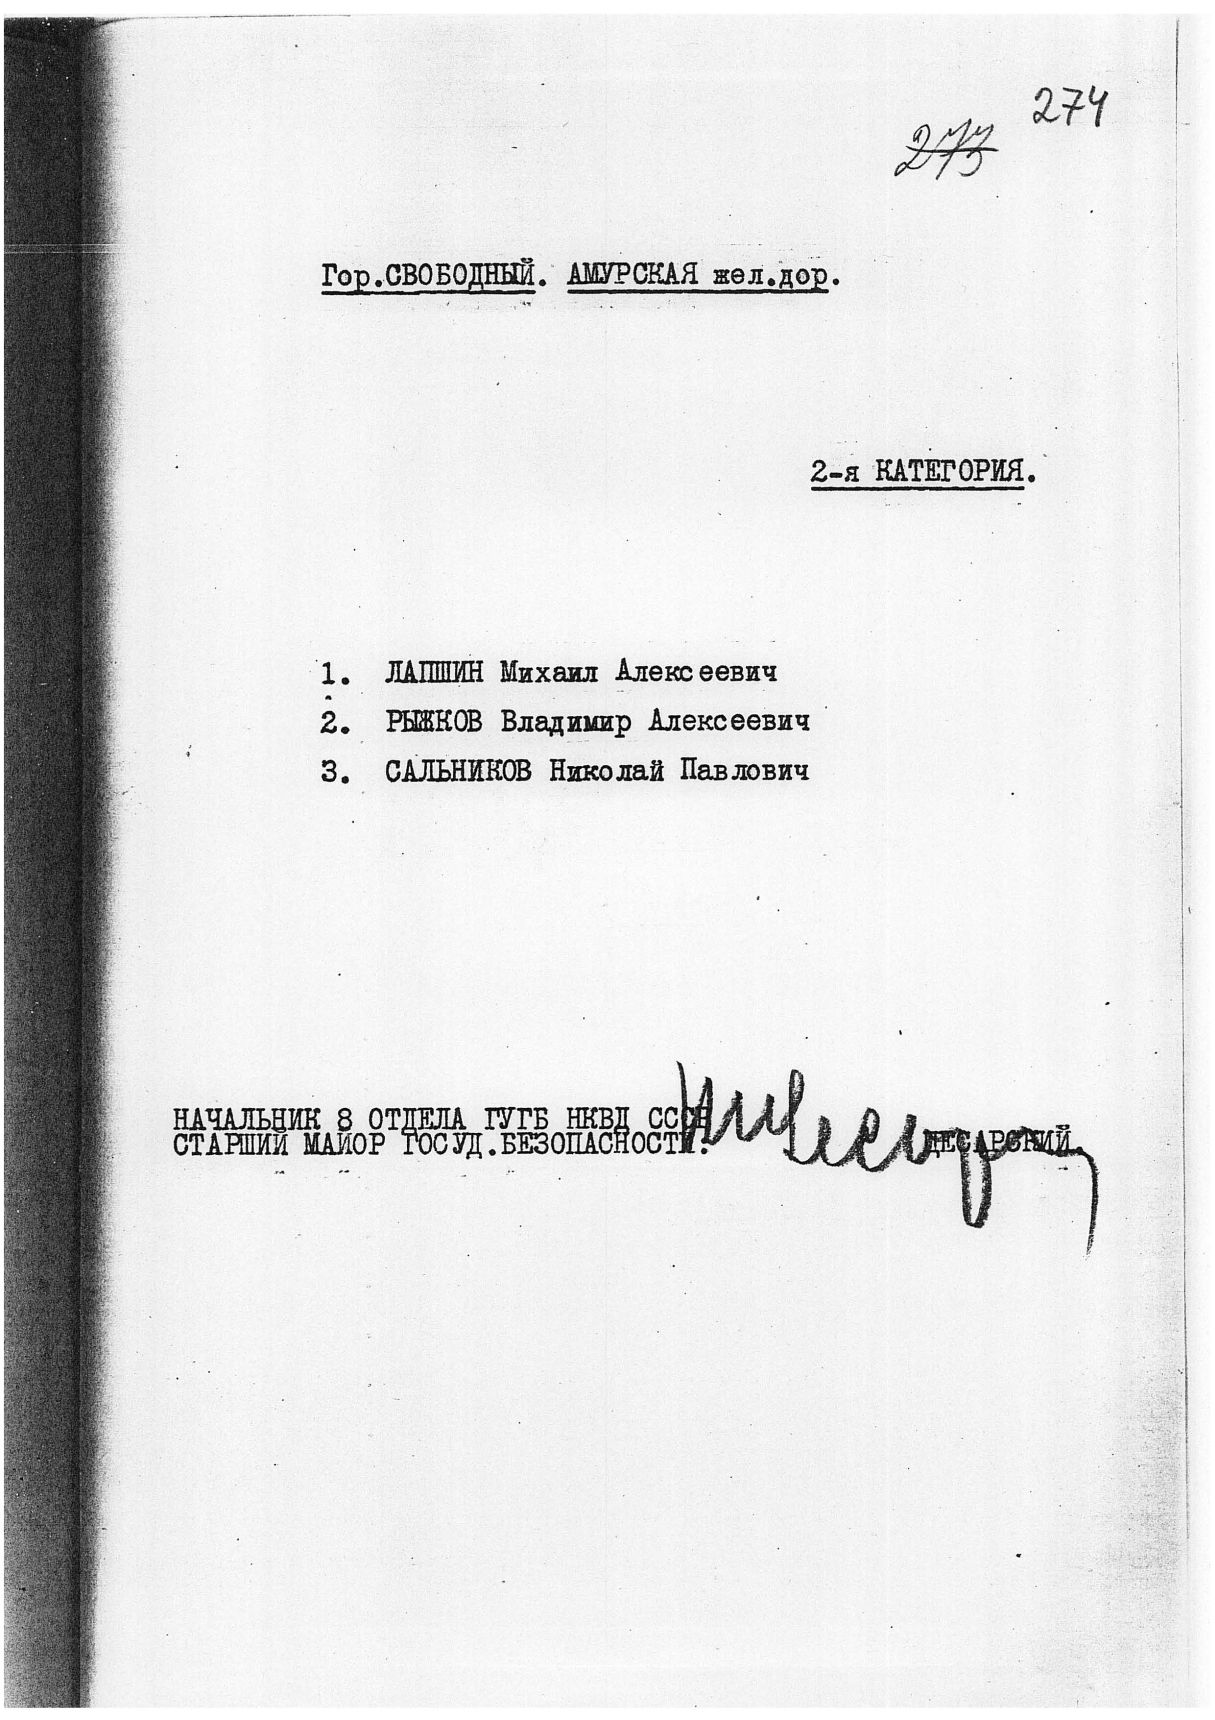 274
273
Гор.СВОБОДНЫЙ. АМУРСКАЯ жел.дор.
2-я КАТЕГОРИЯ.
1. ЛАПШИН Михаил Алексеевич
2. РЫЖКОВ Владимир Алексеевич
3. САЛЬНИКОВ Николай Павлович
НАЧАЛЬНИК 8 ОТДЕЛА ГУГБ НКВД СССР
СТАРШИЙ МАЙОР ГОСУД.БЕЗОПАСНОСТИ: ЦЕСАРСКИЙ.